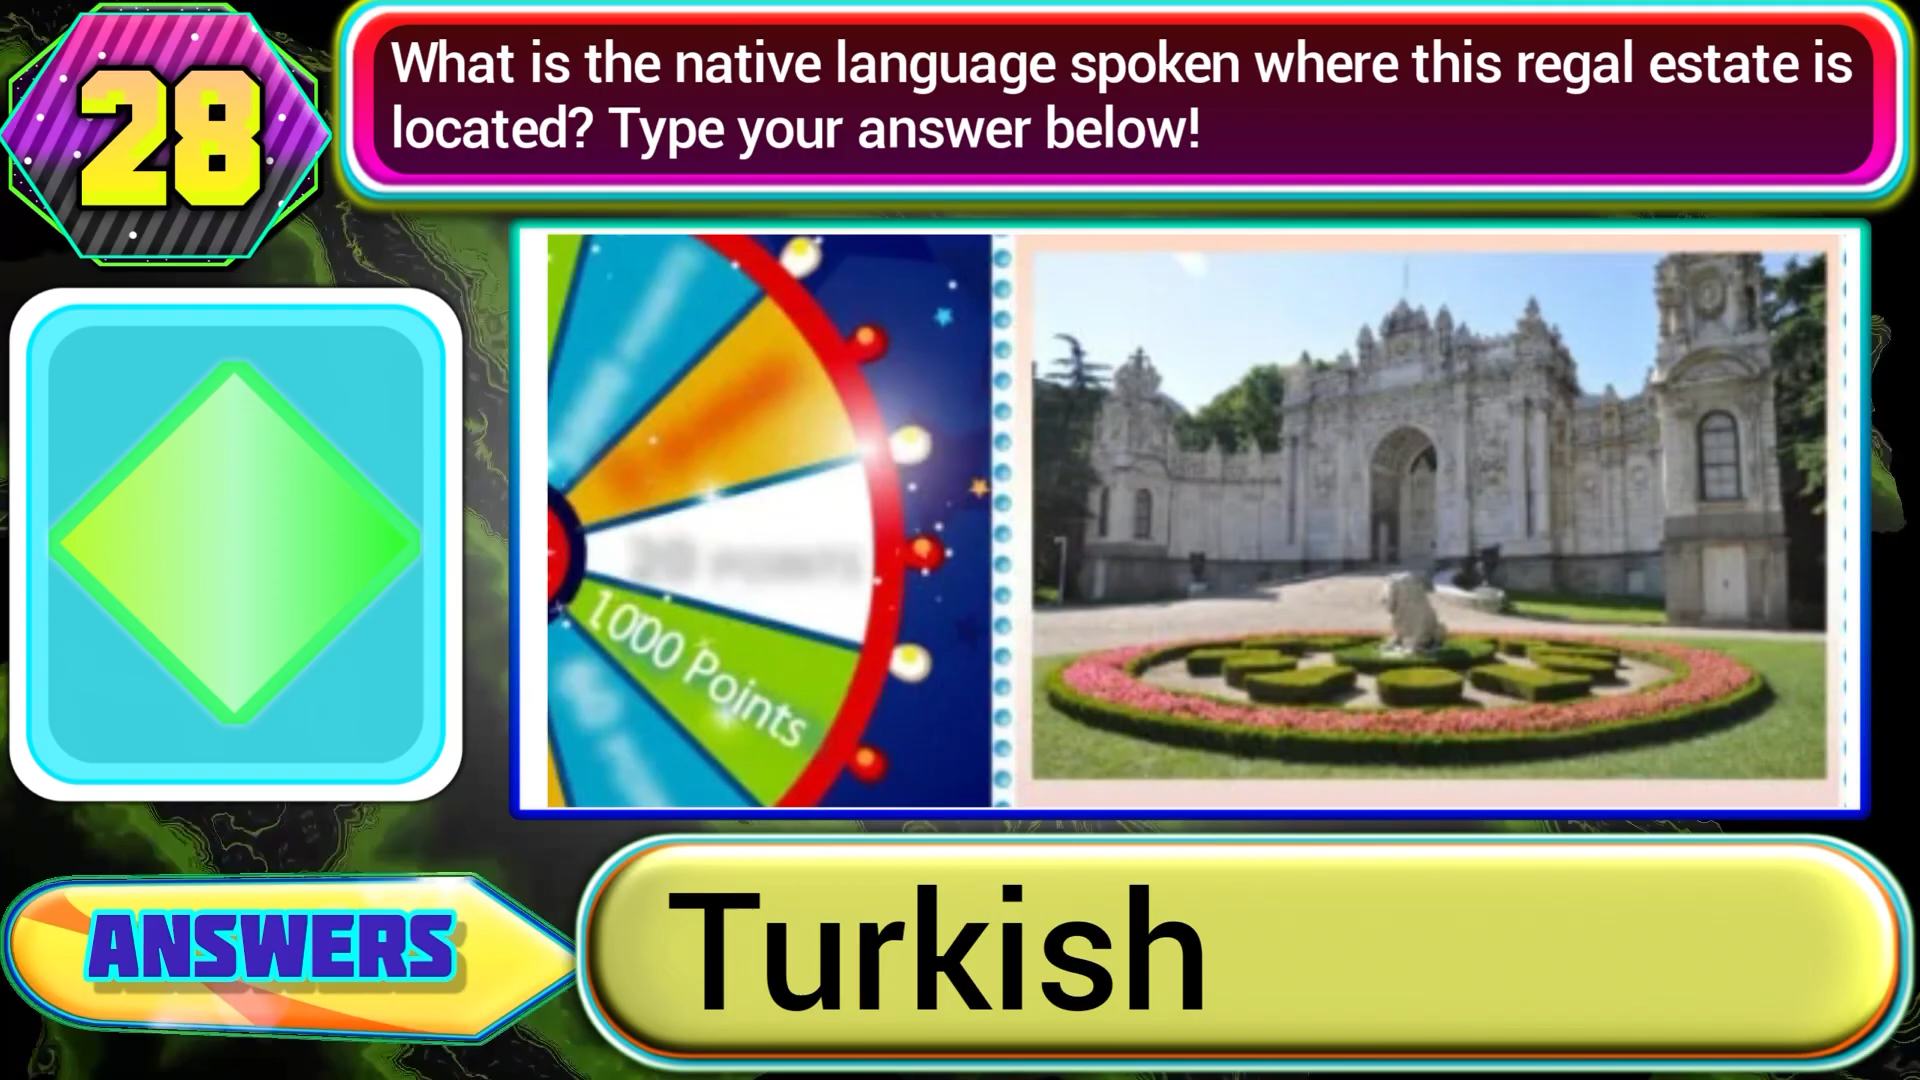 28
What is the native language spoken where this regal estate is
located? Type your answer below!
1000 Points
ANSWERS
Turkish